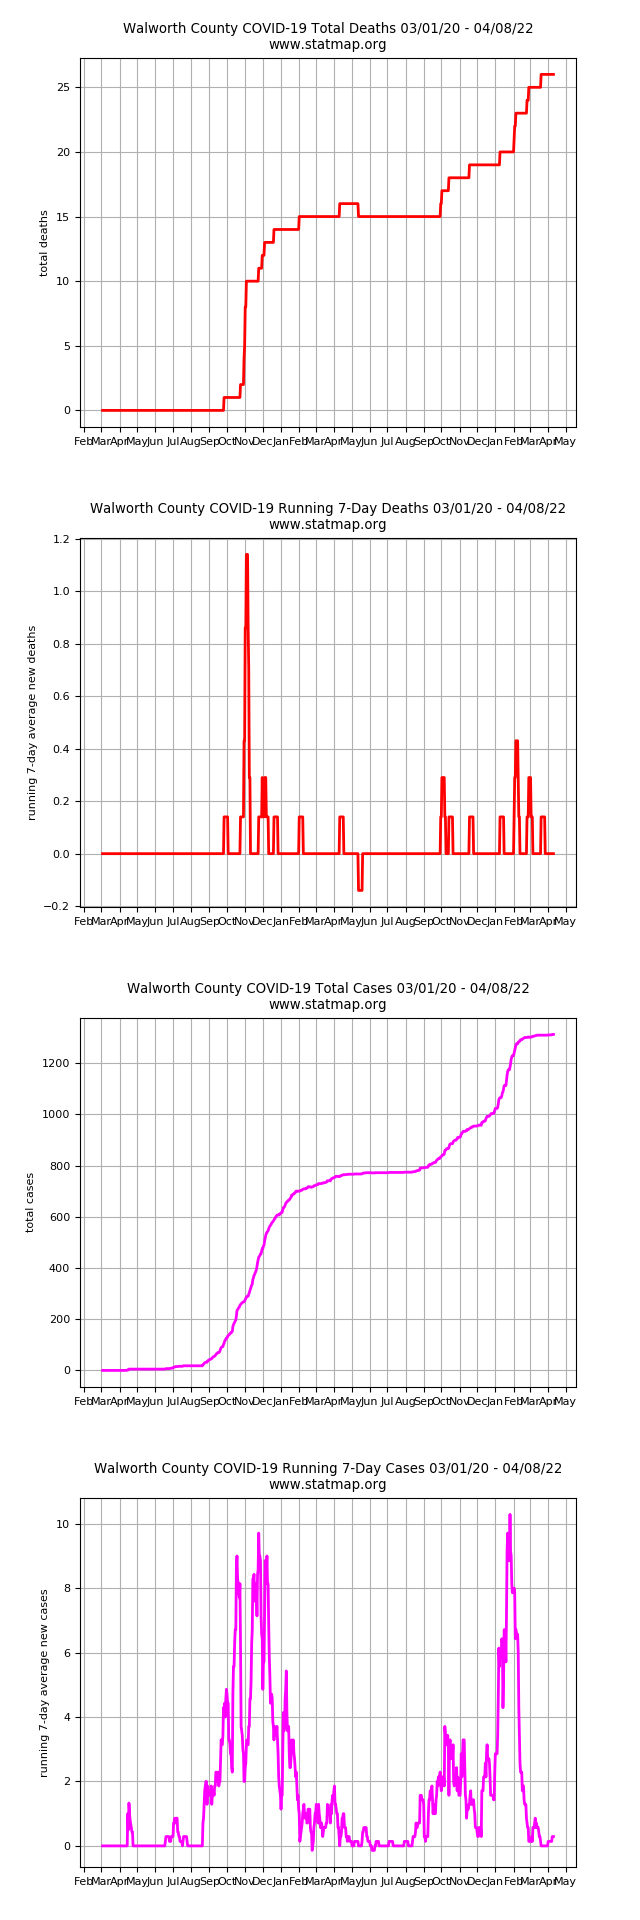 Walworth County COVID-19 Total Deaths 03/01/20 - 04/08/22
www.statmap.org
25
20
15
10
5
0
total deaths
Feb Mar Apr May Jun Jul Aug Sep Oct Nov Dec Jan Feb Mar Apr May Jun Jul Aug Sep Oct Nov Dec Jan Feb Mar Apr May
Walworth County COVID-19 Running 7-Day Deaths 03/01/20 - 04/08/22
www.statmap.org
1.2
1.0
0.8
0.6
0.4
0.2
0.0
−0.2
running 7-day average new deaths
Feb Mar Apr May Jun Jul Aug Sep Oct Nov Dec Jan Feb Mar Apr May Jun Jul Aug Sep Oct Nov Dec Jan Feb Mar Apr May
Walworth County COVID-19 Total Cases 03/01/20 - 04/08/22
www.statmap.org
1200
1000
800
600
400
200
0
total cases
Feb Mar Apr May Jun Jul Aug Sep Oct Nov Dec Jan Feb Mar Apr May Jun Jul Aug Sep Oct Nov Dec Jan Feb Mar Apr May
Walworth County COVID-19 Running 7-Day Cases 03/01/20 - 04/08/22
www.statmap.org
10
8
6
4
2
0
running 7-day average new cases
Feb Mar Apr May Jun Jul Aug Sep Oct Nov Dec Jan Feb Mar Apr May Jun Jul Aug Sep Oct Nov Dec Jan Feb Mar Apr May